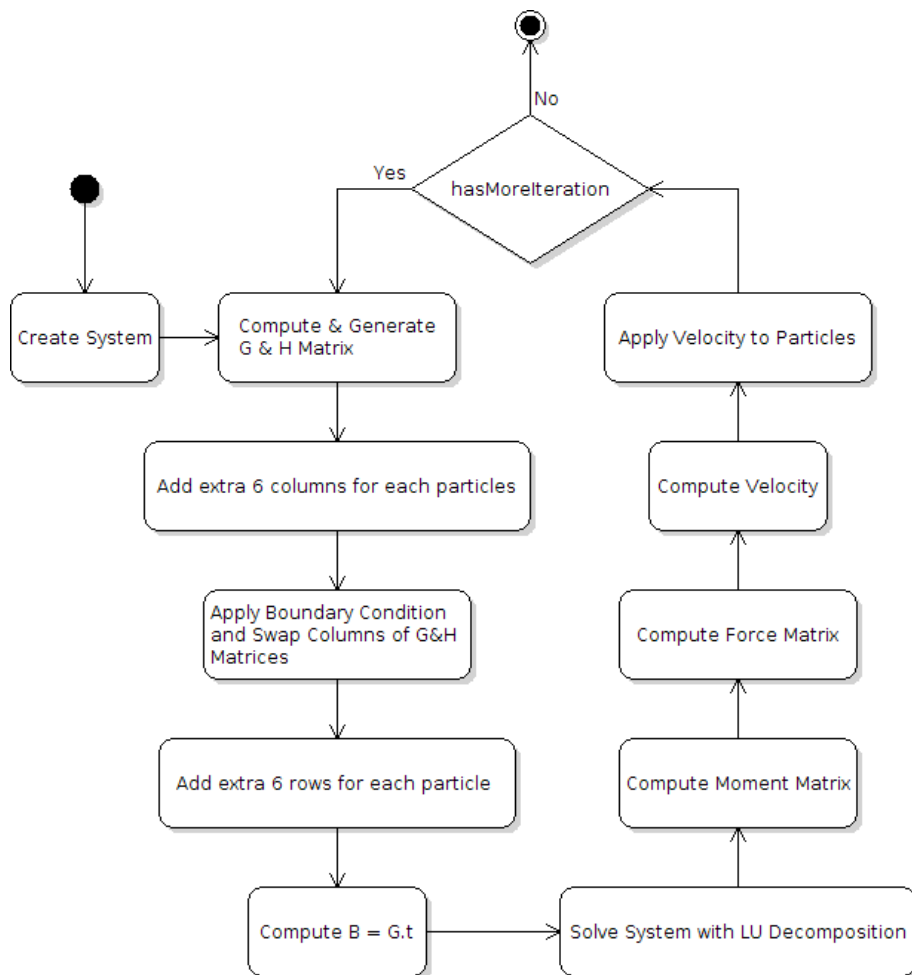 No
Yes
hasMoreIteration
Create System
Compute & Generate
G & H Matrix
Apply Velocity to Particles
Add extra 6 columns for each particles
Compute Velocity
Apply Boundary Condition
and Swap Columns of G&H
Matrices
Compute Force Matrix
Add extra 6 rows for each particle
Compute Moment Matrix
Compute B = G.t
Solve System with LU Decomposition